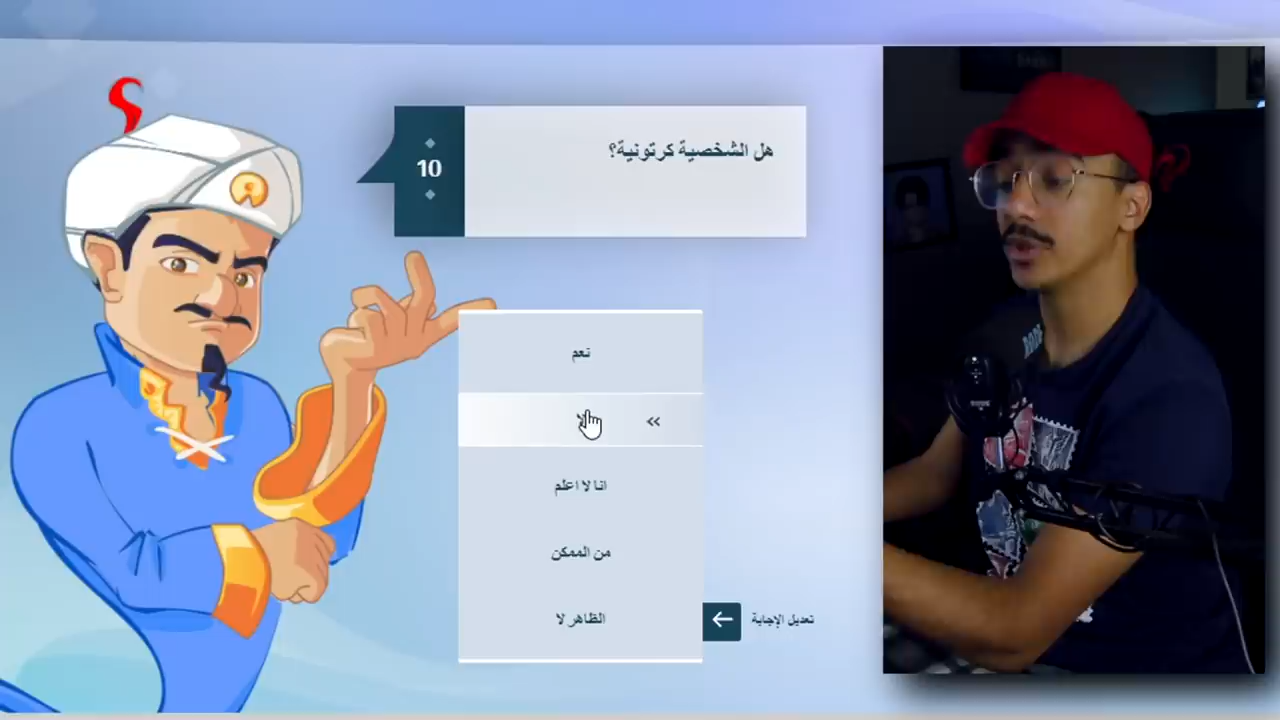 10
هل الشخصية كرتونية؟
نعم
»
انا لا اعلم
من الممكن
الظاهر لا
تعديل الإجابة